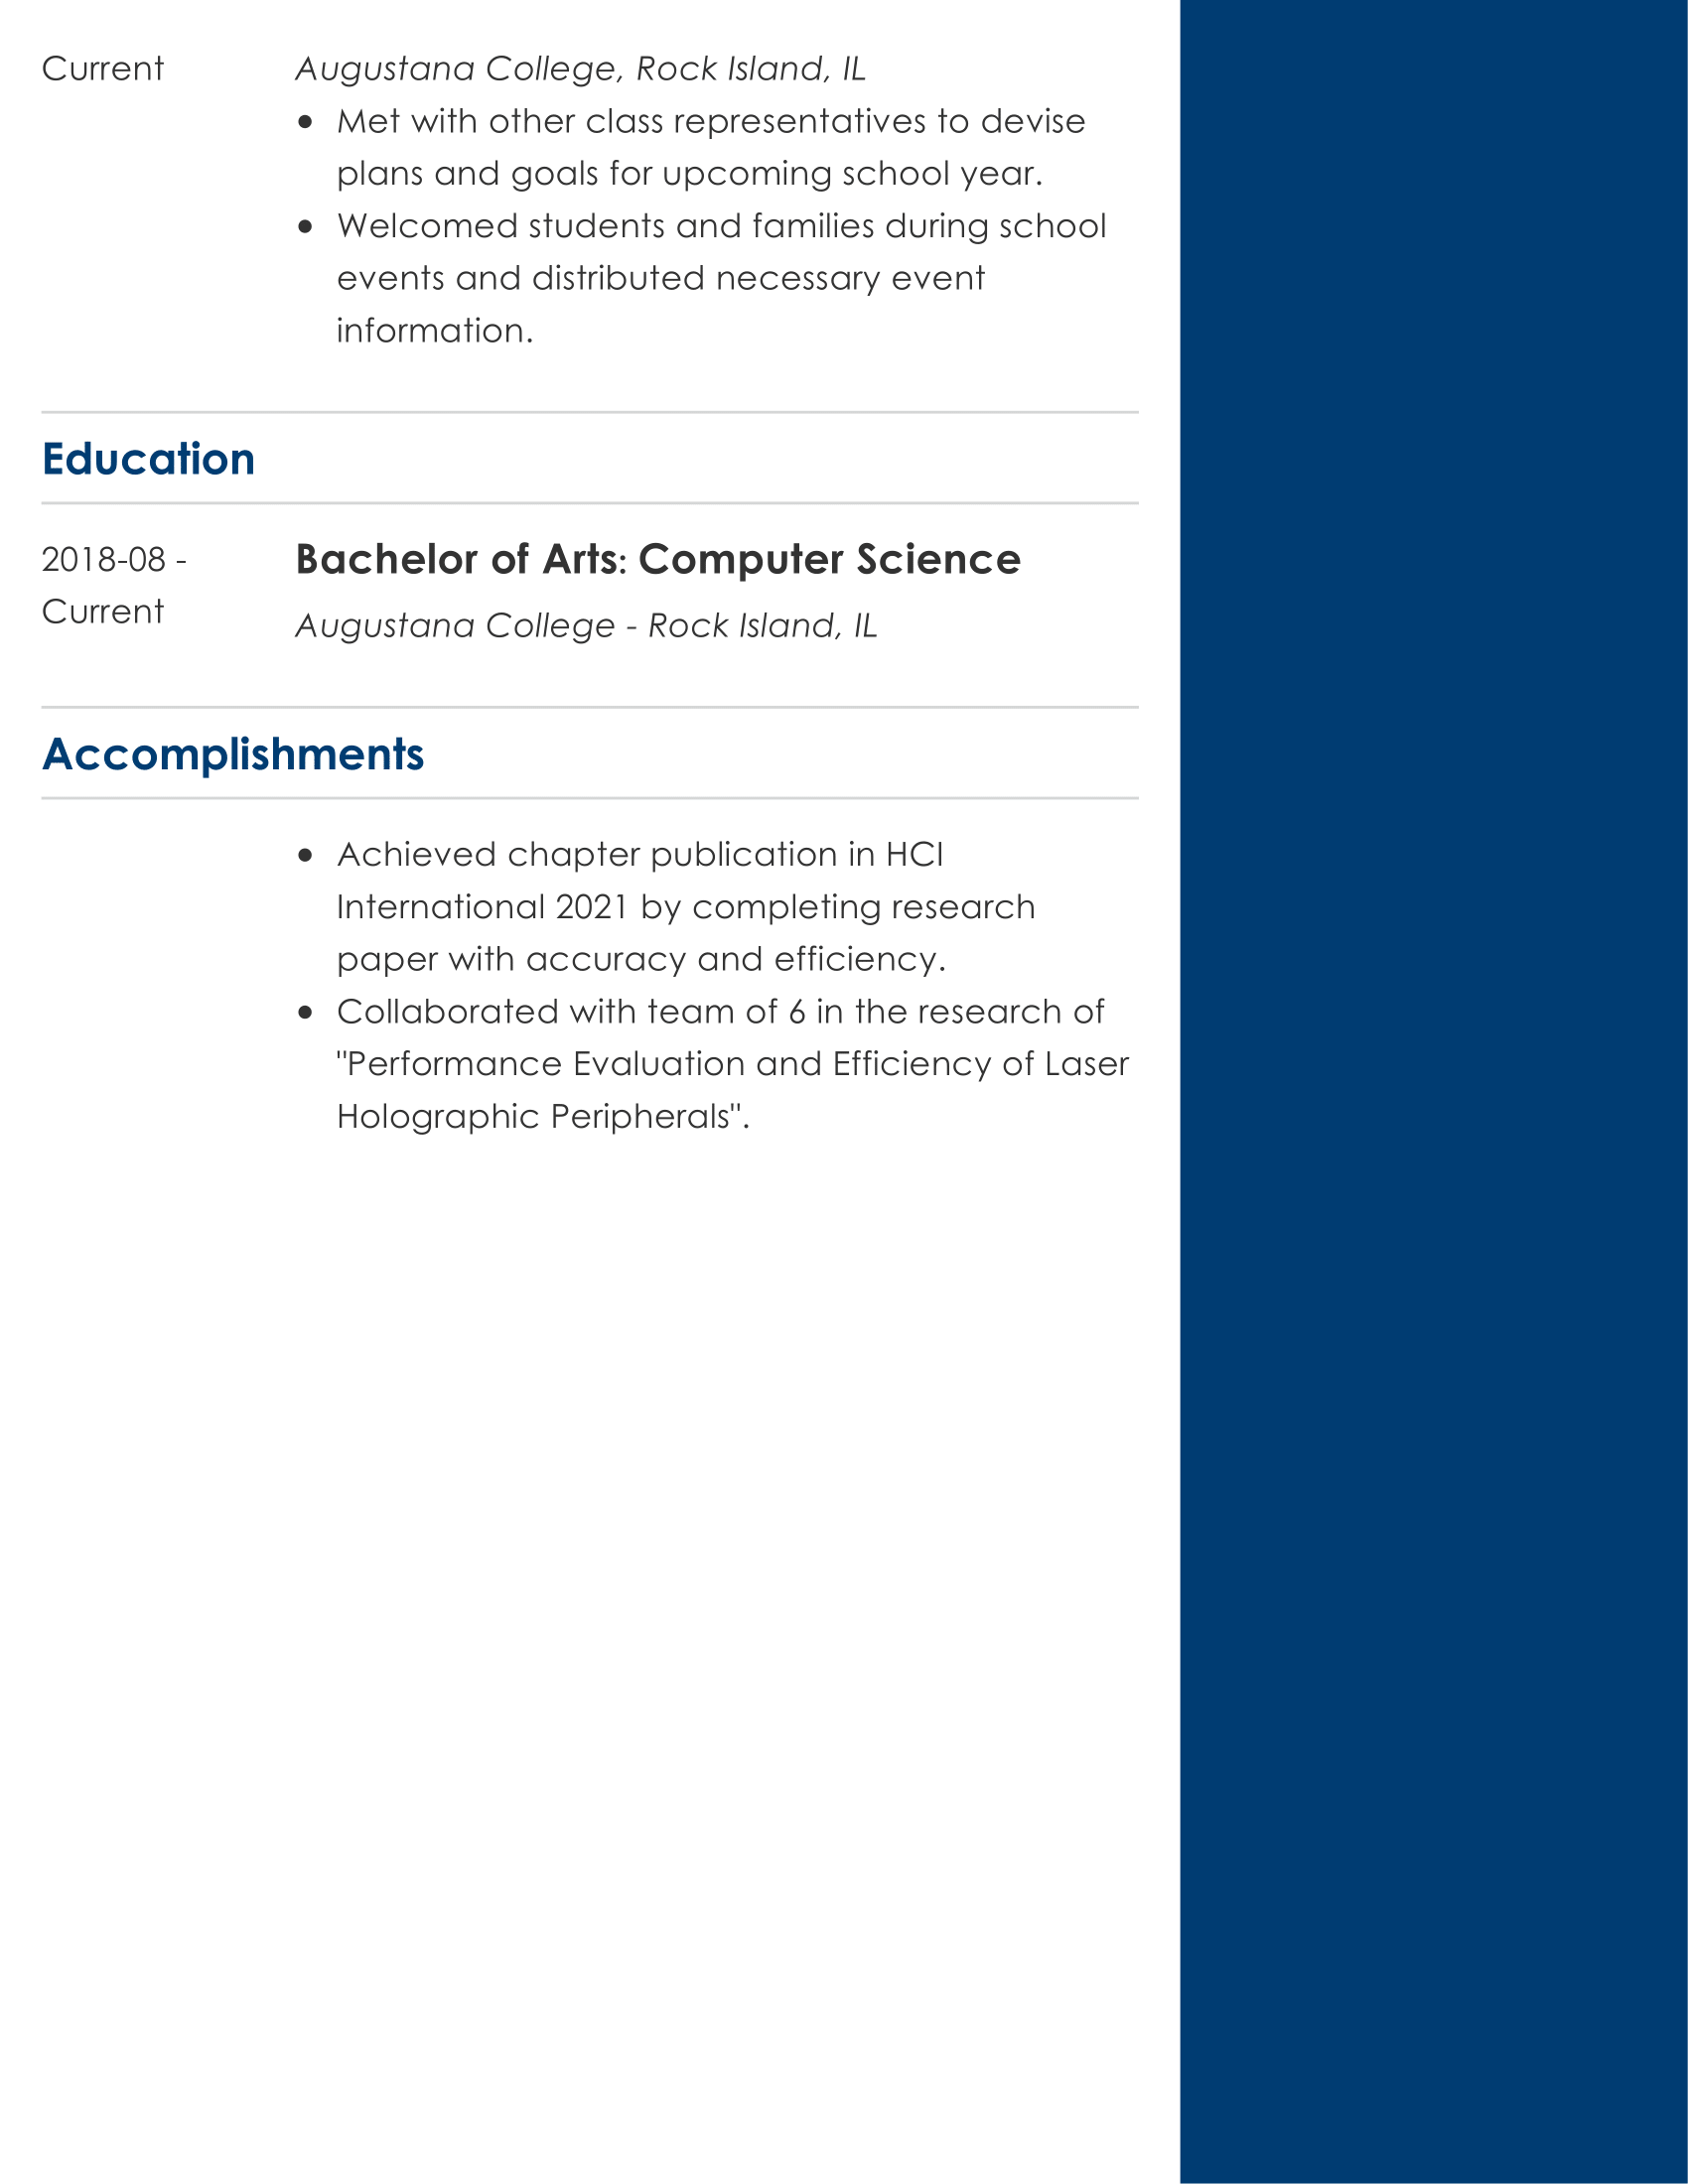 Current
Augustana College, Rock Island, IL
• Met with other class representatives to devise
plans and goals for upcoming school year.
• Welcomed students and families during school
events and distributed necessary event
information.
Education
2018-08 -
Current
Bachelor of Arts: Computer Science
Augustana College - Rock Island, IL
Accomplishments
• Achieved chapter publication in HCI
International 2021 by completing research
paper with accuracy and efficiency.
• Collaborated with team of 6 in the research of
"Performance Evaluation and Efficiency of Laser
Holographic Peripherals".